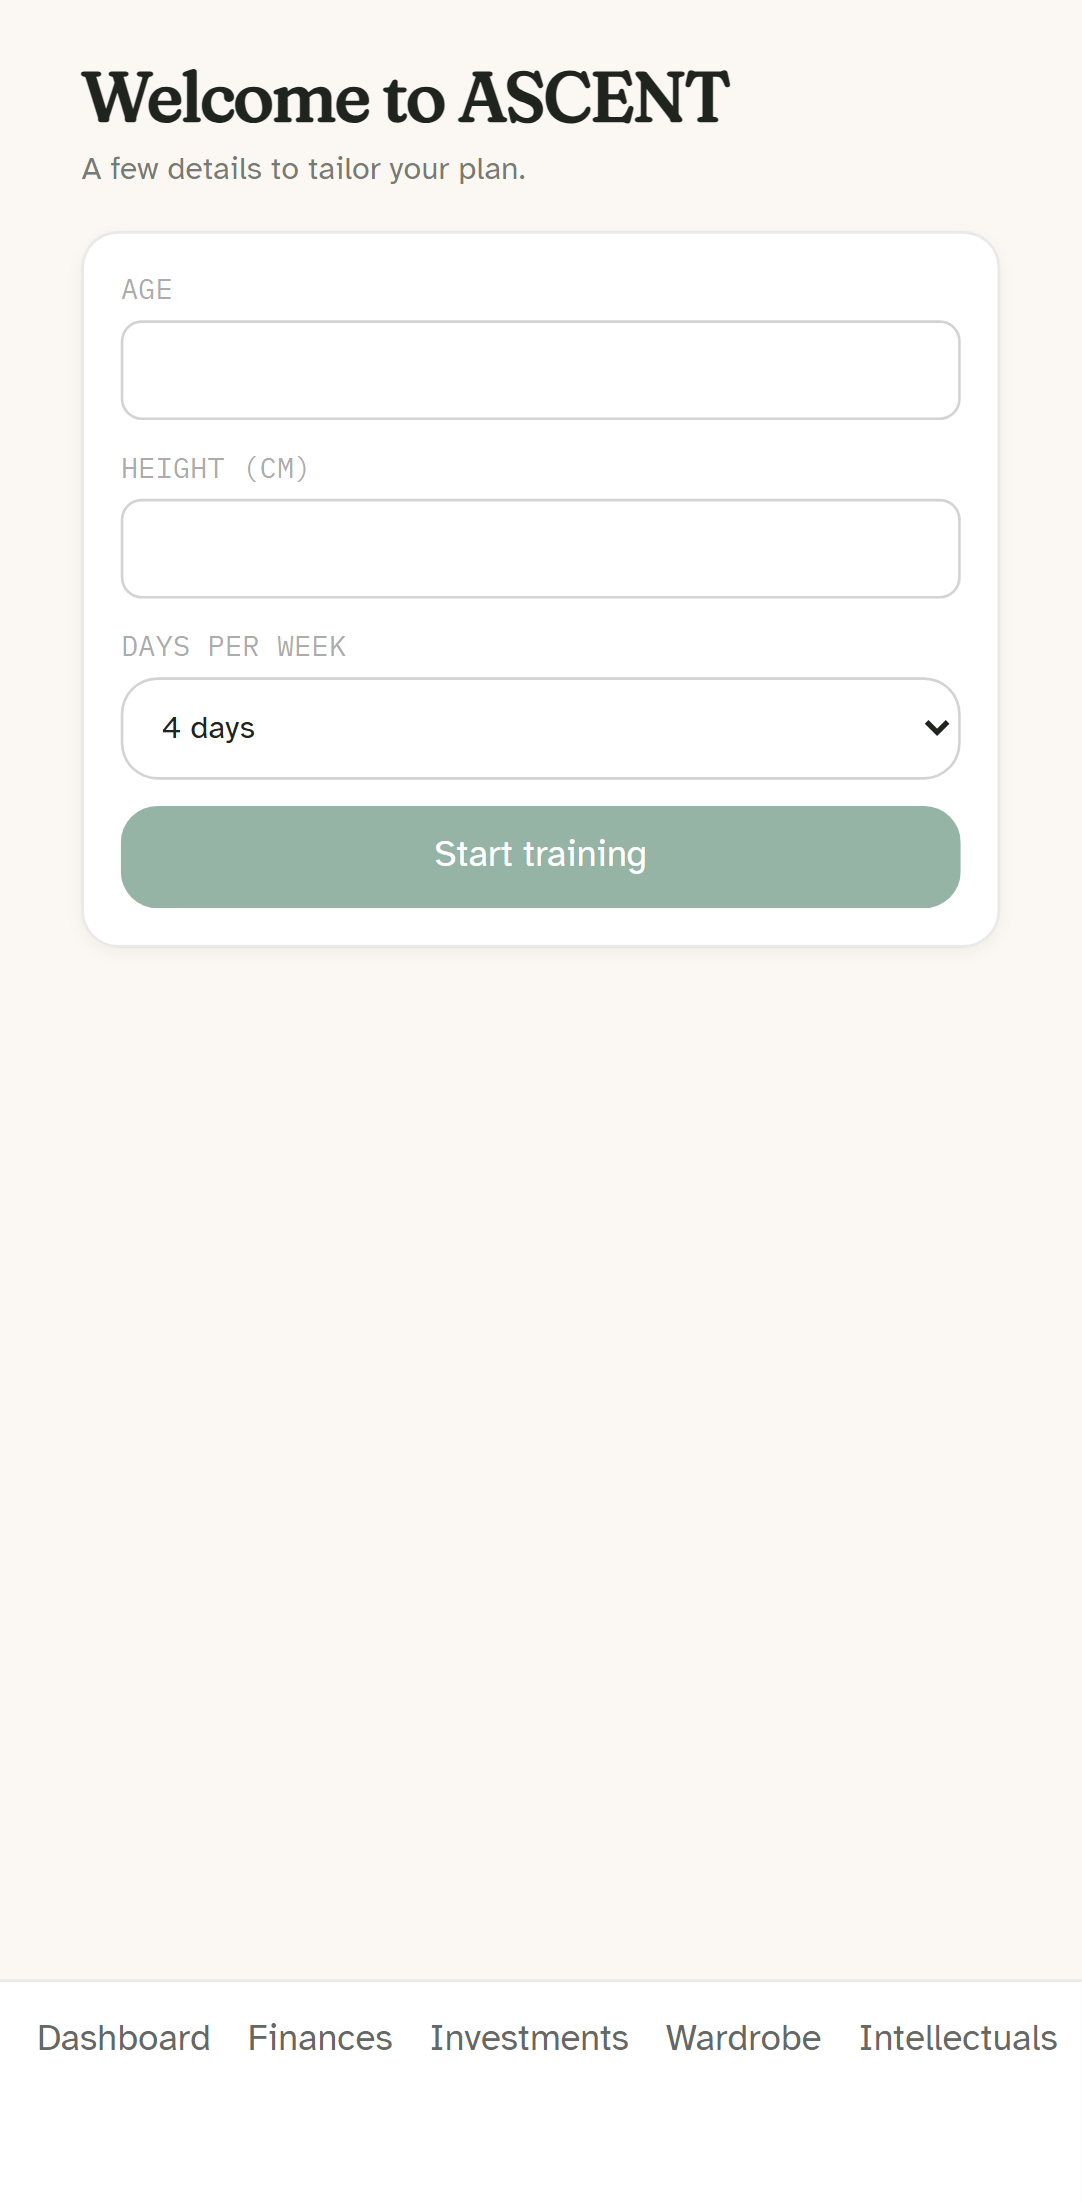 Welcome to ASCENT
A few details to tailor your plan.
AGE
HEIGHT (CM)
DAYS PER WEEK
4 days
Start training
Dashboard Finances Investments Wardrobe Intellectuals